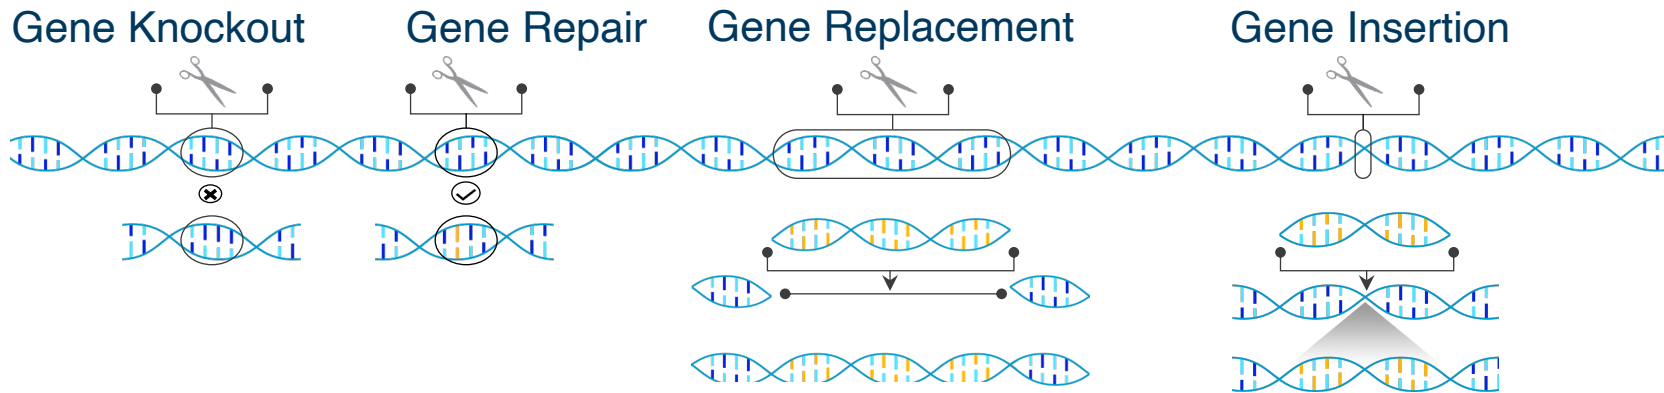 Gene Knockout
Gene Repair
Gene Replacement
Gene Insertion